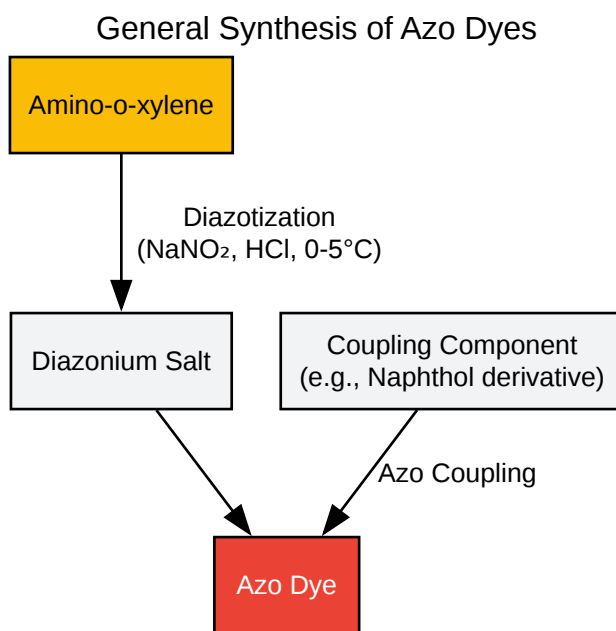 General Synthesis of Azo Dyes
Amino-o-xylene
Diazotization
(NaNO₂, HCl, 0-5°C)
Diazonium Salt
Coupling Component
(e.g., Naphthol derivative)
Azo Coupling
Azo Dye